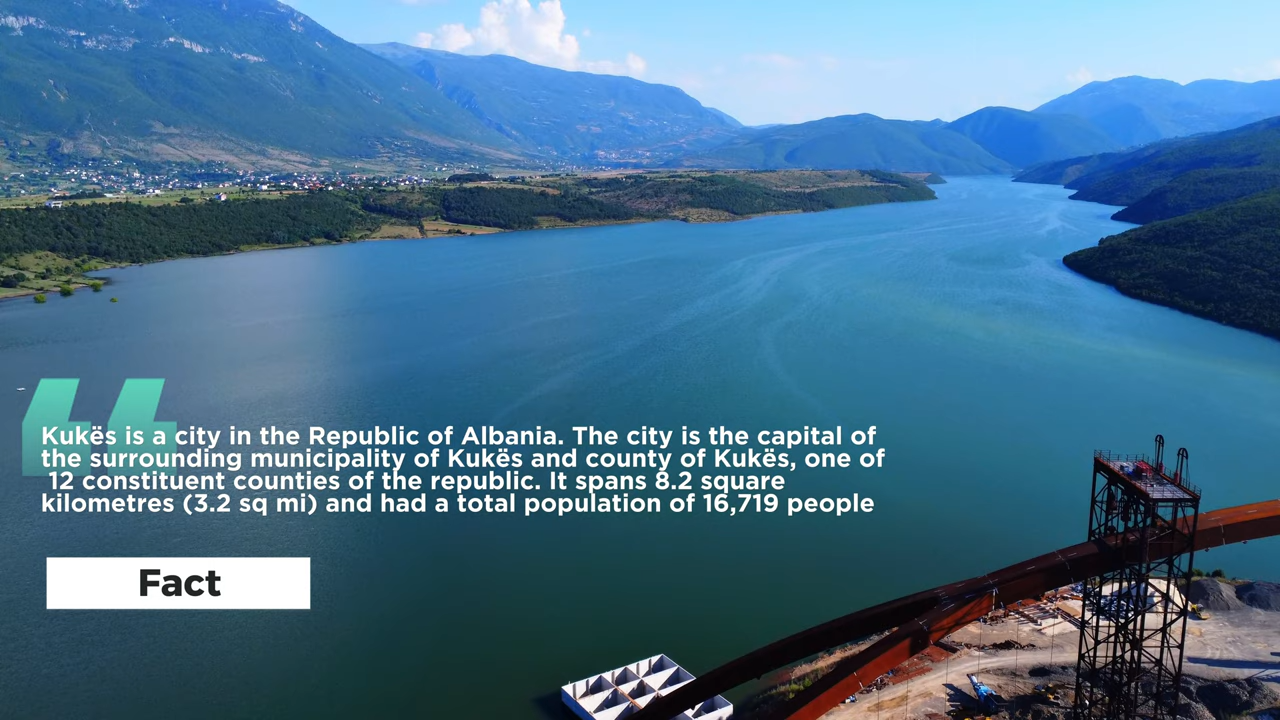 Kukës is a city in the Republic of Albania. The city is the capital of
the surrounding municipality of Kukës and county of Kukës, one of
12 constituent counties of the republic. It spans 8.2 square
kilometres (3.2 sq mi) and had a total population of 16,719 people
Fact